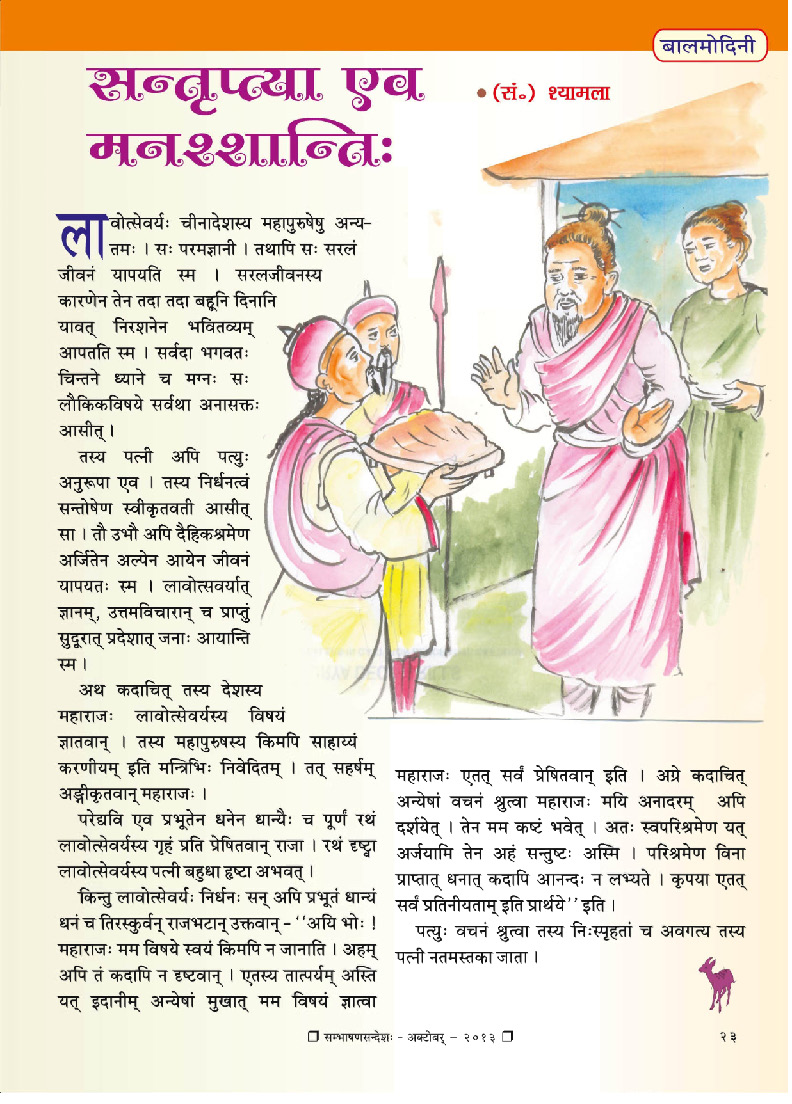 बालमोदिनी
सन्तृप्त्या एव
मनश्शान्तिः
• (सं॰) श्यामला
लावोत्सेवर्यः चीनादेशस्य महापुरुषेषु अन्य-
तमः । सः परमज्ञानी । तथापि सः सरलं
जीवनं यापयति स्म । सरलजीवनस्य
कारणेन तेन तदा तदा बहूनि दिनानि
यावत् निरशनेन भवितव्यम्
आपतति स्म । सर्वदा भगवतः
चिन्तने ध्याने च मग्नः सः
लौकिकविषये सर्वथा अनासक्तः
आसीत् ।
तस्य पत्नी अपि पत्युः
अनुरूपा एव । तस्य निर्धनत्वं
सन्तोषेण स्वीकृतवती आसीत्
सा । तौ उभौ अपि दैहिकश्रमेण
अर्जितेन अल्पेन आयेन जीवनं
यापयतः स्म । लावोत्सवर्यात्
ज्ञानम्, उत्तमविचारान् च प्राप्तुं
सुदूरात् प्रदेशात् जनाः आयान्ति
स्म ।
अथ कदाचित् तस्य देशस्य
महाराजः लावोत्सेवर्यस्य विषयं
ज्ञातवान् । तस्य महापुरुषस्य किमपि साहाय्यं
करणीयम् इति मन्त्रिभिः निवेदितम् । तत् सहर्षम्
अङ्गीकृतवान् महाराजः ।
परेद्यवि एव प्रभूतेन धनेन धान्यैः च पूर्णं रथं
लावोत्सेवर्यस्य गृहं प्रति प्रेषितवान् राजा । रथं दृष्ट्वा
लावोत्सेवर्यस्य पत्नी बहुधा हृष्टा अभवत् ।
किन्तु लावोत्सेवर्यः निर्धनः सन् अपि प्रभूतं धान्यं
धनं च तिरस्कुर्वन् राजभटान् उक्तवान् - ''अयि भोः !
महाराजः मम विषये स्वयं किमपि न जानाति । अहम्
अपि तं कदापि न दृष्टवान् । एतस्य तात्पर्यम् अस्ति
यत् इदानीम् अन्येषां मुखात् मम विषयं ज्ञात्वा
महाराजः एतत् सर्वं प्रेषितवान् इति । अग्रे कदाचित्
अन्येषां वचनं श्रुत्वा महाराजः मयि अनादरम् अपि
दर्शयेत् । तेन मम कष्टं भवेत् । अतः स्वपरिश्रमेण यत्
अर्जयामि तेन अहं सन्तुष्टः अस्मि । परिश्रमेण विना
प्राप्तात् धनात् कदापि आनन्दः न लभ्यते । कृपया एतत्
सर्वं प्रतिनीयताम् इति प्रार्थये'' इति ।
पत्युः वचनं श्रुत्वा तस्य निःस्पृहतां च अवगत्य तस्य
पत्नी नतमस्तका जाता ।
❐ सम्भाषणसन्देशः - अक्टोबर् – २०१३ ❐
२३